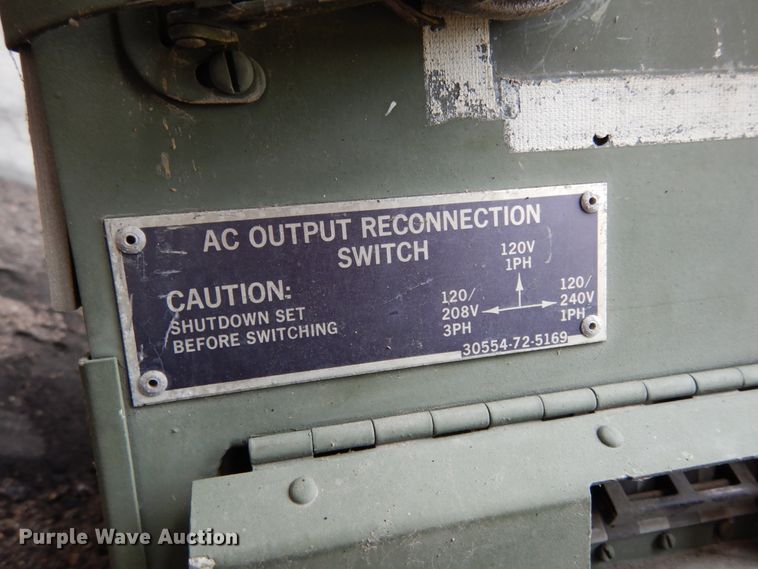 AC OUTPUT RECONNECTION
SWITCH
CAUTION:
SHUTDOWN SET
BEFORE SWITCHING
120V
1PH
120/
208V
3PH
120/
240V
1PH
30554-72-5169
Purple Wave Auction